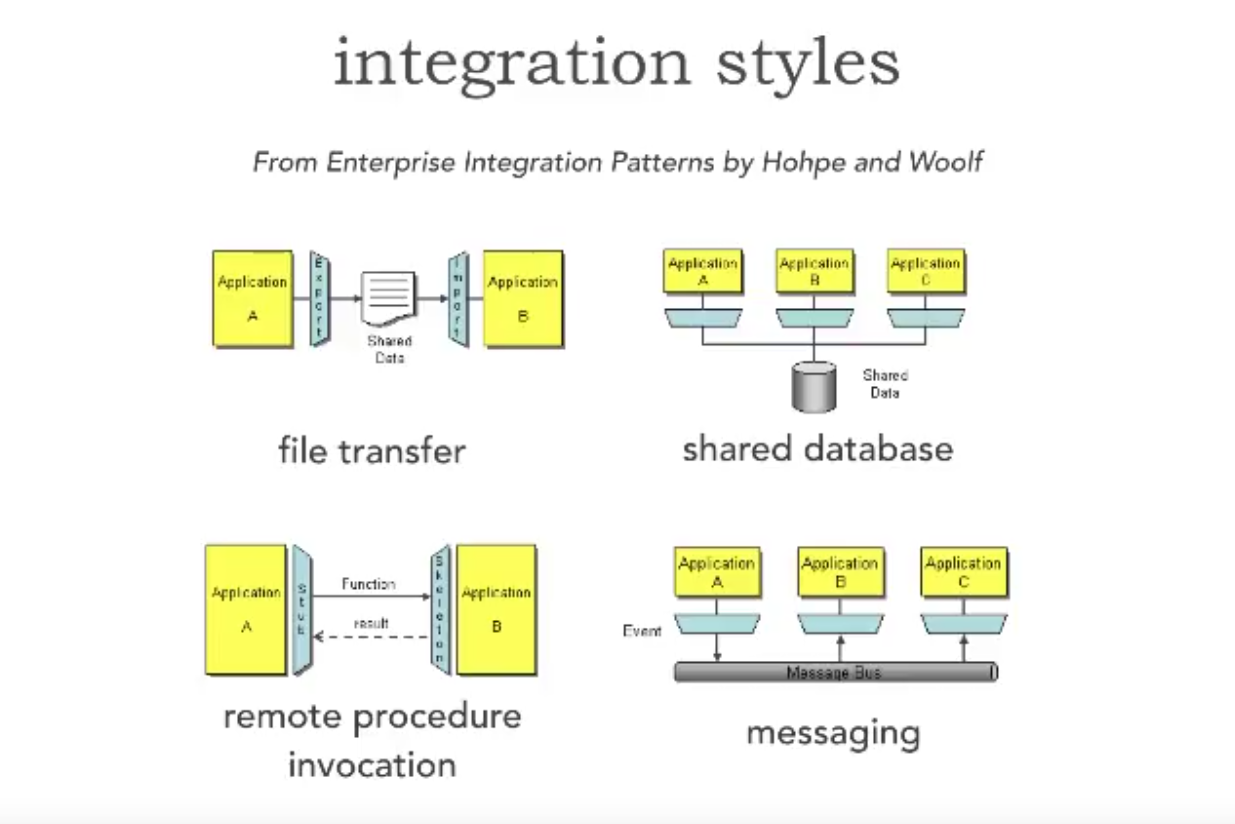 integration styles
From Enterprise Integration Patterns by Hohpe and Woolf
Application
A
Export
Shared
Data
Import
Application
B
file transfer
Application
A
Application
B
Application
C
Shared
Data
shared database
Application
A
Stub
Function
result
Skeleton
Application
B
remote procedure
invocation
Application
A
Application
B
Application
C
Event
Message Bus
messaging